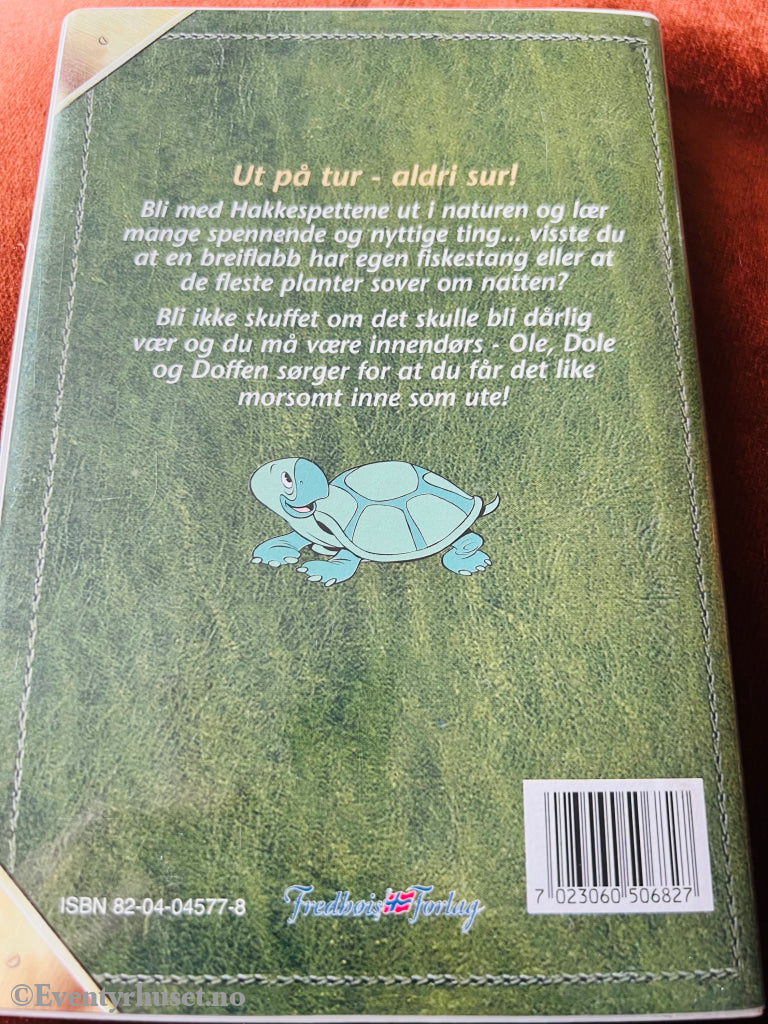 Ut på tur - aldri sur!
Bli med Hakkespettene ut i naturen og lær
mange spennende og nyttige ting... visste du
at en breiflabb har egen fiskestang eller at
de fleste planter sover om natten?
Bli ikke skuffet om det skulle bli dårlig
vær og du må være innendørs - Ole, Dole
og Doffen sørger for at du får det like
morsomt inne som ute!
ISBN 82-04-04577-8
Fredhøis Forlag
7 023060 506827
©Eventyrhuset.no